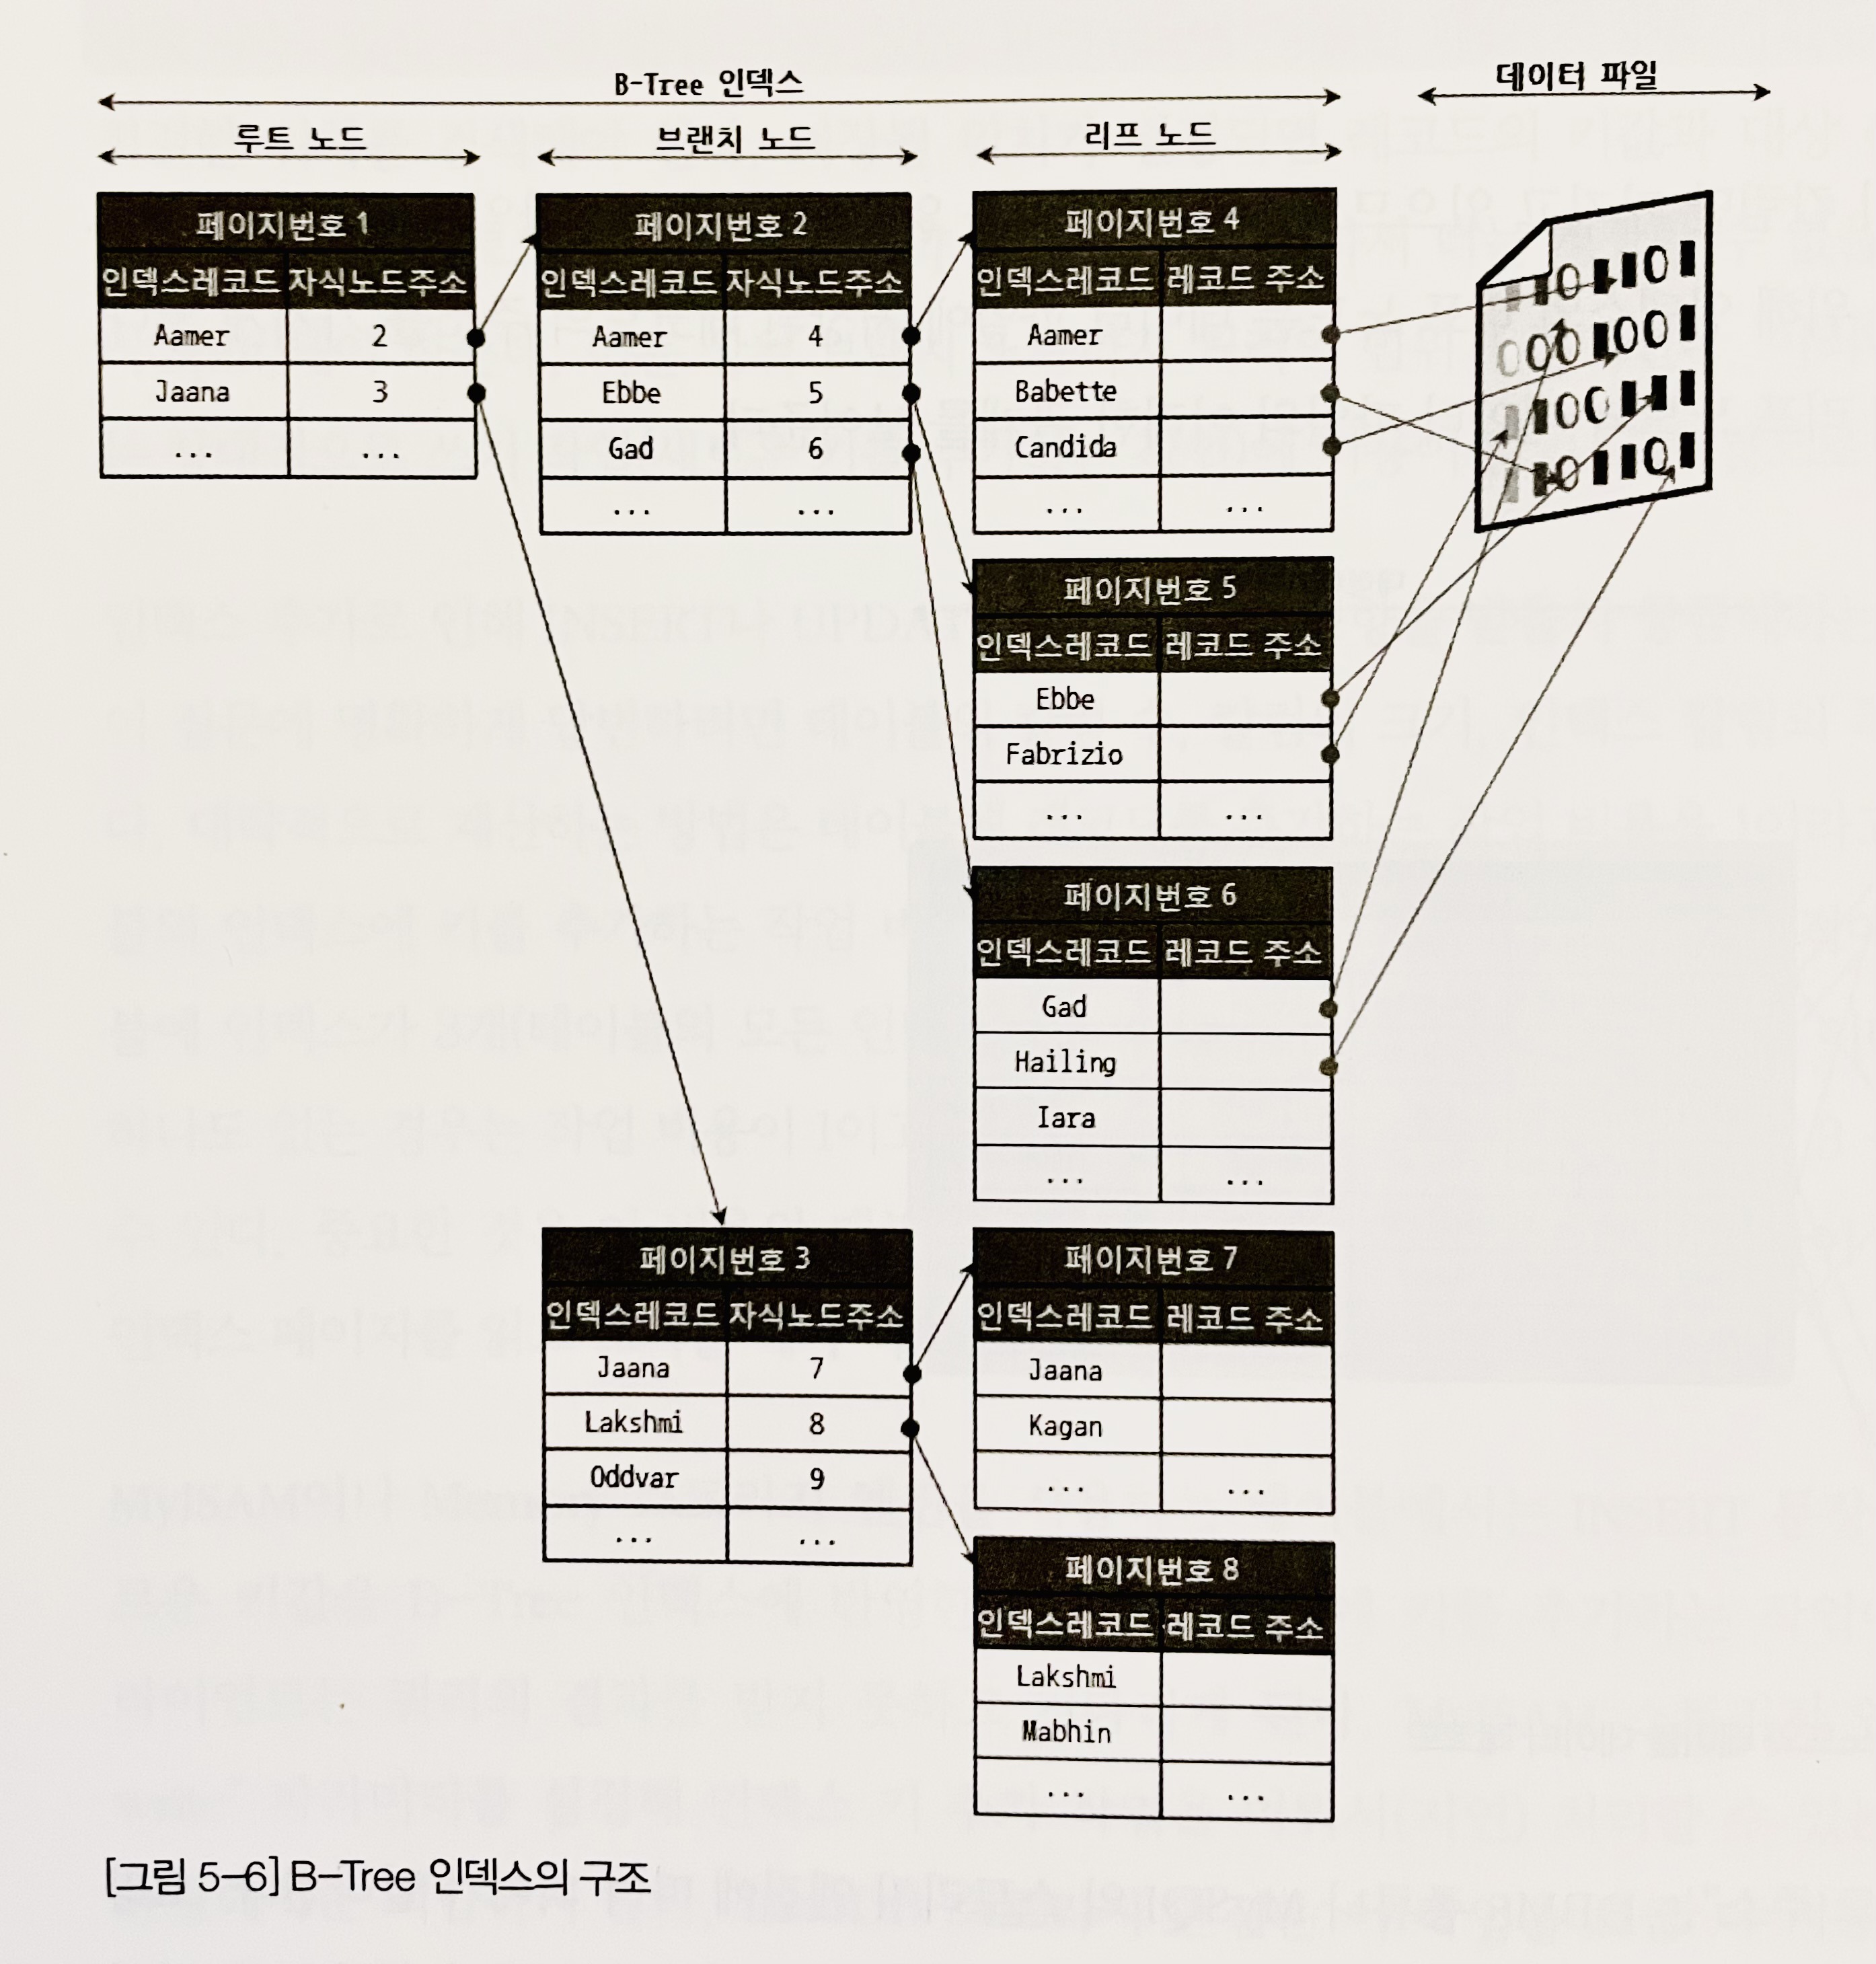 B-Tree 인덱스
데이터 파일
루트 노드
브랜치 노드
리프 노드
페이지번호 1
인덱스레코드 자식노드주소
Aamer 2
Jaana 3
... ...
페이지번호 2
인덱스레코드 자식노드주소
Aamer 4
Ebbe 5
Gad 6
... ...
페이지번호 4
인덱스레코드 레코드 주소
Aamer
Babette
Candida
... ...
페이지번호 5
인덱스레코드 레코드 주소
Ebbe
Fabrizio
... ...
페이지번호 6
인덱스레코드 레코드 주소
Gad
Hailing
Iara
... ...
페이지번호 3
인덱스레코드 자식노드주소
Jaana 7
Lakshmi 8
Oddvar 9
... ...
페이지번호 7
인덱스레코드 레코드 주소
Jaana
Kagan
... ...
페이지번호 8
인덱스레코드 레코드 주소
Lakshmi
Mabhin
... ...
[그림 5-6] B-Tree 인덱스의 구조